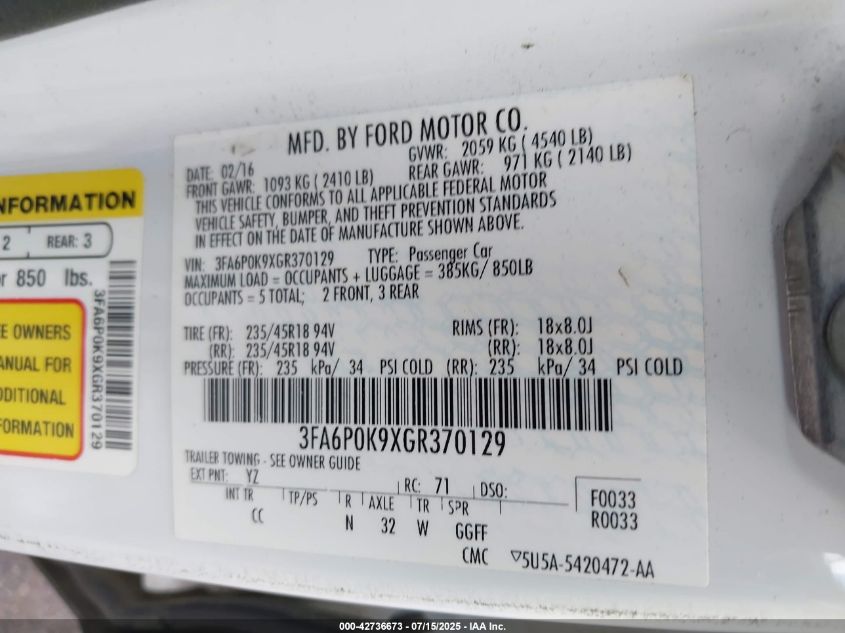 NFORMATION
2 REAR: 3
or 850 lbs.
EE OWNERS
ANUAL FOR
DDITIONAL
FORMATION
3FA6P0K9XGR370129
MFD. BY FORD MOTOR CO.
DATE: 02/16 GVWR: 2059 KG ( 4540 LB)
FRONT GAWR: 1093 KG ( 2410 LB) REAR GAWR: 971 KG ( 2140 LB)
THIS VEHICLE CONFORMS TO ALL APPLICABLE FEDERAL MOTOR
VEHICLE SAFETY, BUMPER, AND THEFT PREVENTION STANDARDS
IN EFFECT ON THE DATE OF MANUFACTURE SHOWN ABOVE.
VIN: 3FA6P0K9XGR370129 TYPE: Passenger Car
MAXIMUM LOAD = OCCUPANTS + LUGGAGE = 385KG/ 850LB
OCCUPANTS = 5 TOTAL; 2 FRONT, 3 REAR
TIRE (FR): 235/45R18 94V RIMS (FR): 18x8.0J
(RR): 235/45R18 94V (RR): 18x8.0J
PRESSURE (FR): 235 kPa/ 34 PSI COLD (RR): 235 kPa/ 34 PSI COLD
3FA6P0K9XGR370129
TRAILER TOWING - SEE OWNER GUIDE
EXT PNT: YZ RC: 71 DSO: F0033
INT TR TP/PS R AXLE TR SPR R0033
CC N 32 W GGFF
CMC ▽5U5A-5420472-AA
000-42736673 - 07/15/2025 - IAA Inc.